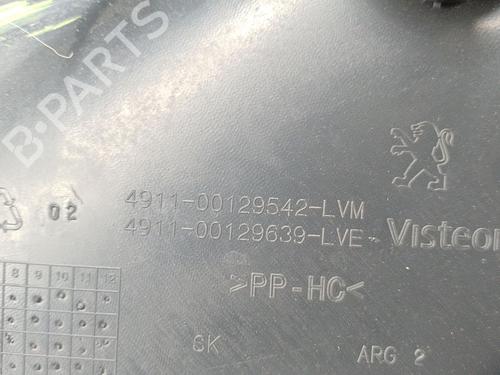 B-PARTS
02
4911-00129542-LVM
4911-00129639-LVE
Visteon
>PP-HC<
8 9 10 11 12
SK
ARG 2